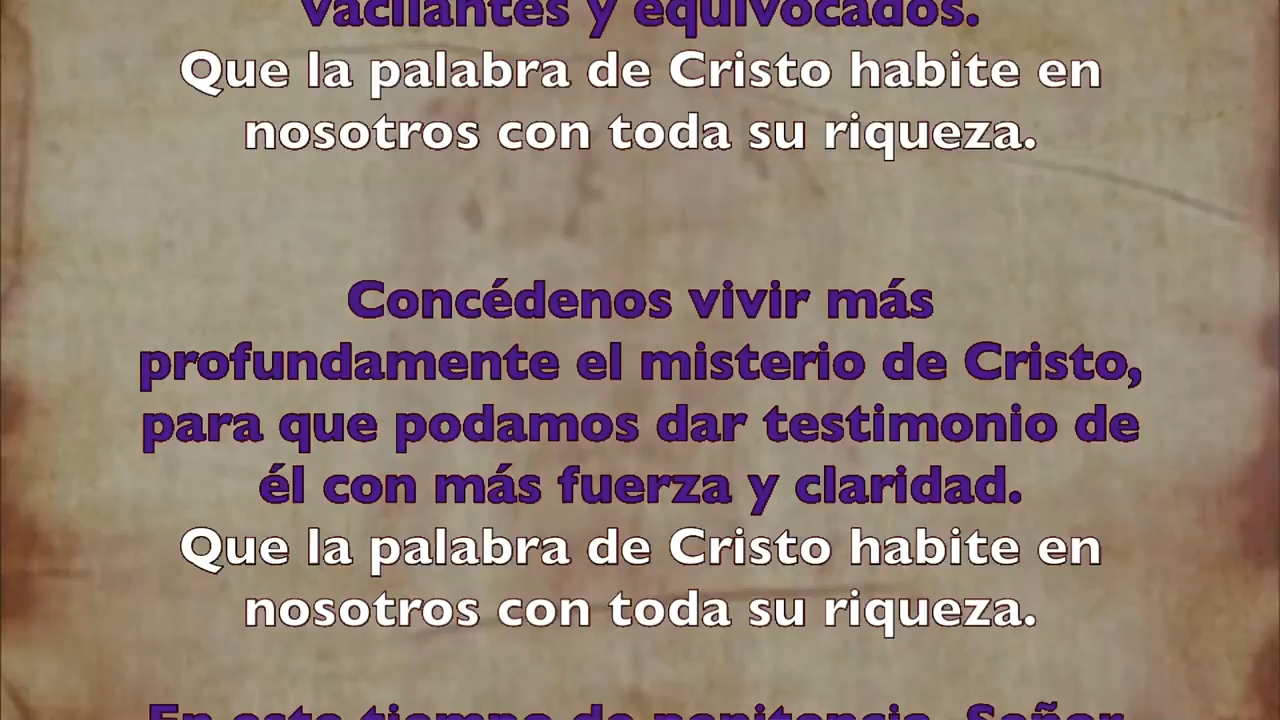 vacilantes y equivocados.
Que la palabra de Cristo habite en
nosotros con toda su riqueza.
Concédenos vivir más
profundamente el misterio de Cristo,
para que podamos dar testimonio de
él con más fuerza y claridad.
Que la palabra de Cristo habite en
nosotros con toda su riqueza.
En este tiempo de penitencia, Señor,